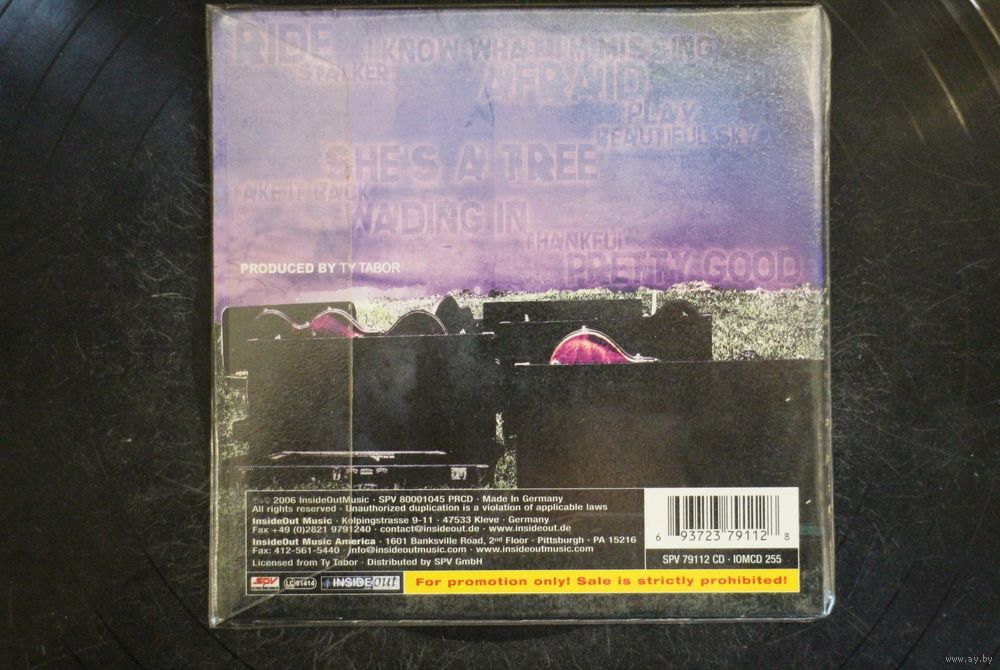 RIDE
I KNOW WHAT I'M MISSING
STALKER
AFRAID
PLAY
BEAUTIFUL SKY
SHE'S A TREE
TAKE IT BACK
WADING IN
THANKFUL
PRETTY GOOD
PRODUCED BY TY TABOR
℗© 2006 InsideOutMusic · SPV 80001045 PRCD · Made In Germany
All rights reserved · Unauthorized duplication is a violation of applicable laws
InsideOut Music · Kolpingstrasse 9-11 · 47533 Kleve · Germany
Fax +49 (0)2821 9791240 · contact@insideout.de · www.insideout.de
InsideOut Music America · 1601 Banksville Road, 2nd Floor · Pittsburgh · PA 15216
Fax: 412-561-5440 · info@insideoutmusic.com · www.insideoutmusic.com
Licensed from Ty Tabor · Distributed by SPV GmbH
6 93723 79112 8
SPV 79112 CD · IOMCD 255
SPV
LC 01414
INSIDEOUT
For promotion only! Sale is strictly prohibited!
www.ay.by